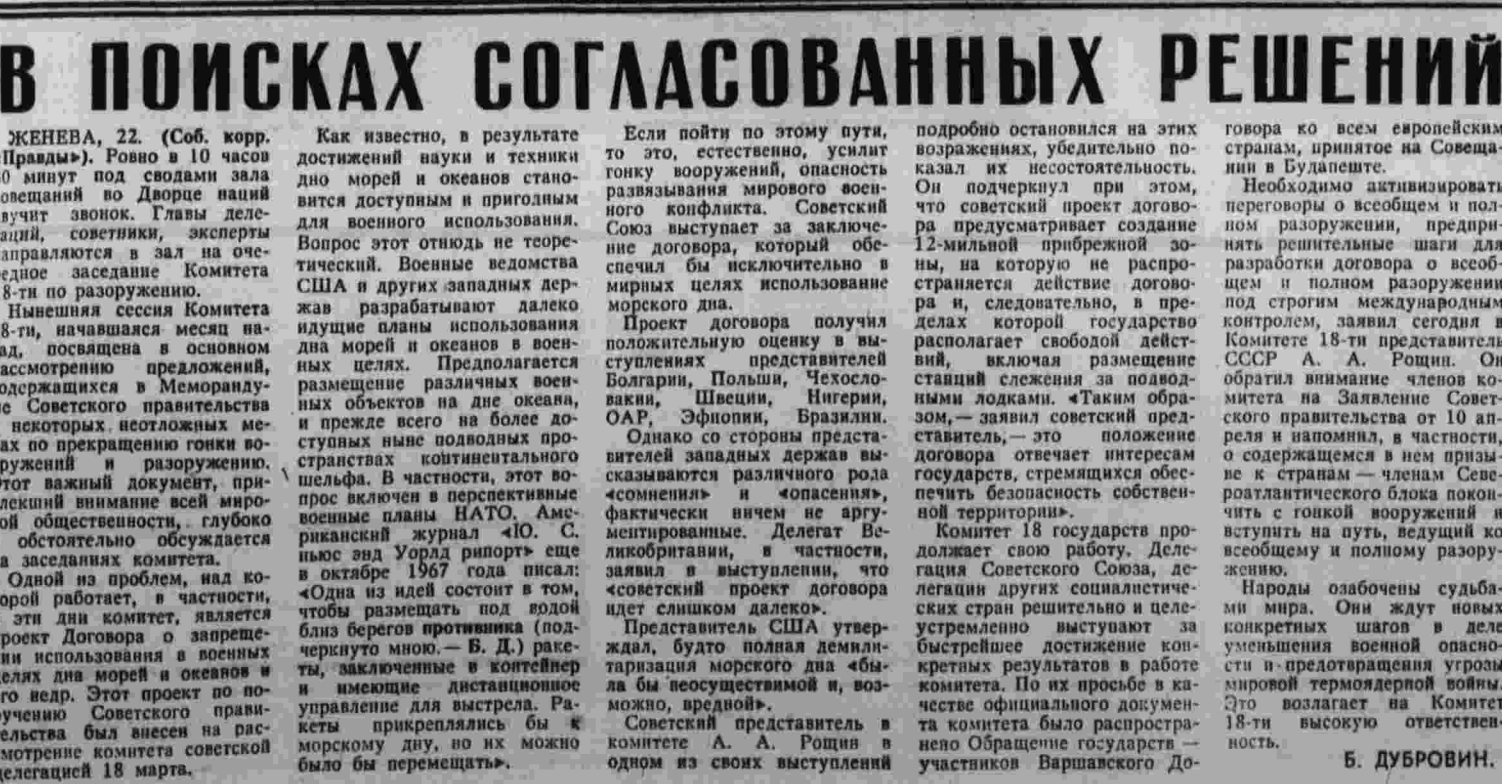 В ПОИСКАХ СОГЛАСОВАННЫХ РЕШЕНИЙ
ЖЕНЕВА, 22. (Соб. корр.
Правды»). Ровно в 10 часов
0 минут под сводами зала
овещаний во Дворце наций
вучит звонок. Главы деле-
аций, советники, эксперты
аправляются в зал на оче-
едное заседание Комитета
8-ти по разоружению.
Нынешняя сессия Комитета
8-ти, начавшаяся месяц на-
ад, посвящена в основном
ассмотрению предложений,
одержащихся в Меморанду-
е Советского правительства
некоторых неотложных ме-
ах по прекращению гонки во-
ружений и разоружению.
Этот важный документ, при-
лекший внимание всей миро-
ой общественности, глубоко
обстоятельно обсуждается
а заседаниях комитета.
Одной из проблем, над ко-
орой работает, в частности,
эти дни комитет, является
роект Договора о запреще-
ии использования в военных
целях дна морей и океанов и
го недр. Этот проект по по-
ручению Советского прави-
ельства был внесен на рас-
мотрение комитета советской
делегацией 18 марта.
Как известно, в результате
достижений науки и техники
дно морей и океанов стано-
вится доступным и пригодным
для военного использования.
Вопрос этот отнюдь не теоре-
тический. Военные ведомства
США и других западных дер-
жав разрабатывают далеко
идущие планы использования
дна морей и океанов в воен-
ных целях. Предполагается
размещение различных воен-
ных объектов на дне океана,
и прежде всего на более до-
ступных ныне подводных про-
странствах континентального
шельфа. В частности, этот во-
прос включен в перспективные
военные планы НАТО. Аме-
риканский журнал «Ю. С.
ньюс энд Уорлд рипорт» еще
в октябре 1967 года писал:
«Одна из идей состоит в том,
чтобы размещать под водой
близ берегов противника (под-
черкнуто мною.— Б. Д.) раке-
ты, заключенные в контейнер
и имеющие дистанционное
управление для выстрела. Ра-
кеты прикреплялись бы к
морскому дну, но их можно
было бы перемещать».
Если пойти по этому пути,
то это, естественно, усилит
гонку вооружений, опасность
развязывания мирового воен-
ного конфликта. Советский
Союз выступает за заключе-
ние договора, который обе-
спечил бы исключительно в
мирных целях использование
морского дна.
Проект договора получил
положительную оценку в вы-
ступлениях представителей
Болгарии, Польши, Чехосло-
вакии, Швеции, Нигерии,
ОАР, Эфиопии, Бразилии.
Однако со стороны предста-
вителей западных держав вы-
сказываются различного рода
«сомнения» и «опасения»,
фактически ничем не аргу-
ментированные. Делегат Ве-
ликобритании, в частности,
заявил в выступлении, что
«советский проект договора
идет слишком далеко».
Представитель США утвер-
ждал, будто полная демили-
таризация морского дна «бы-
ла бы неосуществимой и, воз-
можно, вредной».
Советский представитель в
комитете А. А. Рощин в
одном из своих выступлений
подробно остановился на этих
возражениях, убедительно по-
казал их несостоятельность.
Он подчеркнул при этом,
что советский проект догово-
ра предусматривает создание
12-мильной прибрежной зо-
ны, на которую не распро-
страняется действие догово-
ра и, следовательно, в пре-
делах которой государство
располагает свободой дейст-
вий, включая размещение
станций слежения за подвод-
ными лодками. «Таким обра-
зом,— заявил советский пред-
ставитель,— это положение
договора отвечает интересам
государств, стремящихся обес-
печить безопасность собствен-
ной территории».
Комитет 18 государств про-
должает свою работу. Деле-
гация Советского Союза, де-
легации других социалистиче-
ских стран решительно и целе-
устремленно выступают за
быстрейшее достижение кон-
кретных результатов в работе
комитета. По их просьбе в ка-
честве официального докумен-
та комитета было распростра-
нено Обращение государств —
участников Варшавского До-
говора ко всем европейским
странам, принятое на Совеща-
нии в Будапеште.
Необходимо активизировать
переговоры о всеобщем и пол-
ном разоружении, предпри-
нять решительные шаги для
разработки договора о всеоб-
щем и полном разоружении
под строгим международным
контролем, заявил сегодня в
Комитете 18-ти представитель
СССР А. А. Рощин. Он
обратил внимание членов ко-
митета на Заявление Совет-
ского правительства от 10 ап-
реля и напомнил, в частности,
о содержащемся в нем призы-
ве к странам — членам Севе-
роатлантического блока покон-
чить с гонкой вооружений и
вступить на путь, ведущий ко
всеобщему и полному разору-
жению.
Народы озабочены судьба-
ми мира. Они ждут новых
конкретных шагов в деле
уменьшения военной опасно-
сти и предотвращения угрозы
мировой термоядерной войны.
Это возлагает на Комитет
18-ти высокую ответствен-
ность.
Б. ДУБРОВИН.